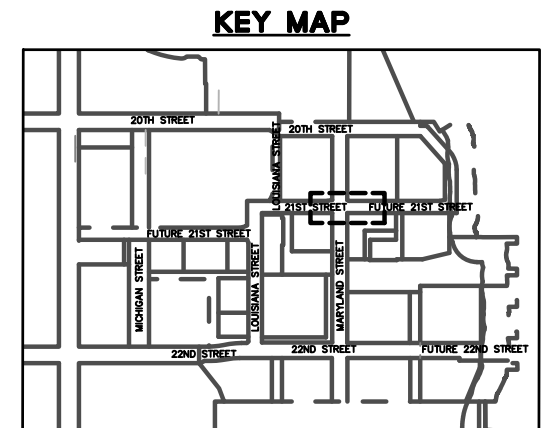 KEY MAP
20TH STREET
20TH STREET
LOUISIANA STREET
21ST STREET
FUTURE 21ST STREET
FUTURE 21ST STREET
MICHIGAN STREET
LOUISIANA STREET
MARYLAND STREET
22ND STREET
22ND STREET
FUTURE 22ND STREET